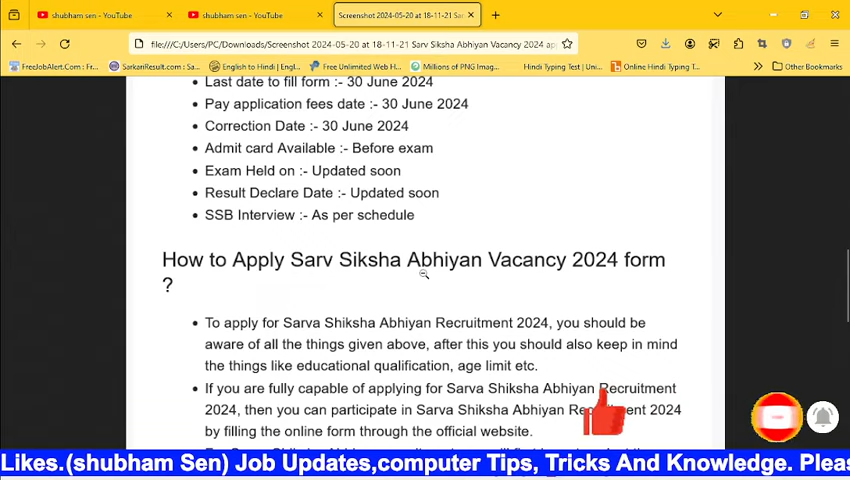 shubham sen - YouTube
shubham sen - YouTube
Screenshot 2024-05-20 at 18-11-21 Sar
file:///C:/Users/PC/Downloads/Screenshot 2024-05-20 at 18-11-21 Sarv Siksha Abhiyan Vacancy 2024 app
FreeJobAlert.Com : Fr...
SarkariResult.com : Sa...
English to Hindi | Engl...
Free Unlimited Web H...
Millions of PNG Imag...
Hindi Typing Test | Uni...
Online Hindi Typing T...
Other Bookmarks
Last date to fill form :- 30 June 2024
Pay application fees date :- 30 June 2024
Correction Date :- 30 June 2024
Admit card Available :- Before exam
Exam Held on :- Updated soon
Result Declare Date :- Updated soon
SSB Interview :- As per schedule
How to Apply Sarv Siksha Abhiyan Vacancy 2024 form
?
To apply for Sarva Shiksha Abhiyan Recruitment 2024, you should be
aware of all the things given above, after this you should also keep in mind
the things like educational qualification, age limit etc.
If you are fully capable of applying for Sarva Shiksha Abhiyan Recruitment
2024, then you can participate in Sarva Shiksha Abhiyan Recruitment 2024
by filling the online form through the official website.
Likes.(shubham Sen) Job Updates,computer Tips, Tricks And Knowledge. Pleas